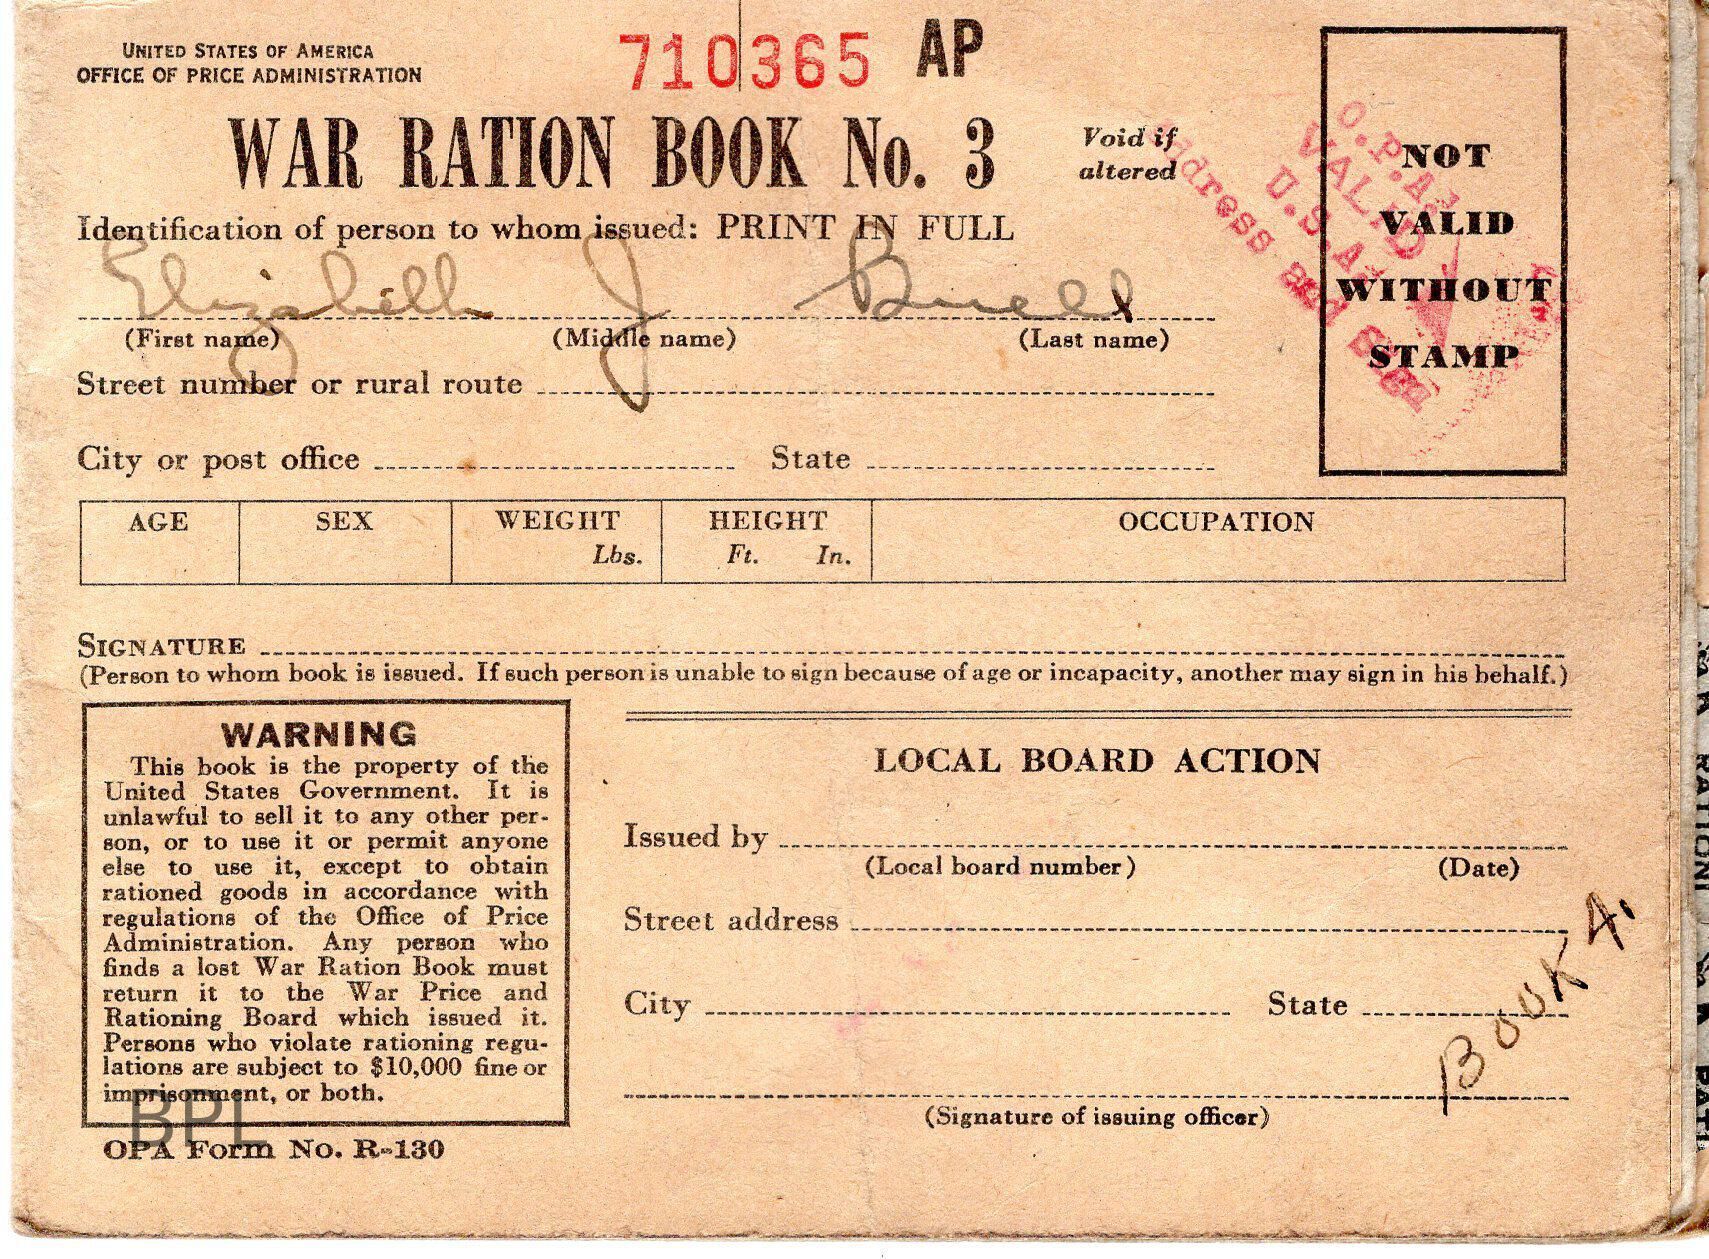 UNITED STATES OF AMERICA
OFFICE OF PRICE ADMINISTRATION
710365 AP
WAR RATION BOOK No. 3
Void if
altered
Identification of person to whom issued: PRINT IN FULL
Elizabeth J Buell
(First name) (Middle name) (Last name)
Street number or rural route
City or post office State
AGE SEX WEIGHT HEIGHT OCCUPATION
Lbs. Ft. In.
SIGNATURE
(Person to whom book is issued. If such person is unable to sign because of age or incapacity, another may sign in his behalf.)
NOT
VALID
WITHOUT
STAMP
O.P.A.
VALID
U.S.A.
address and
WARNING
This book is the property of the
United States Government. It is
unlawful to sell it to any other per-
son, or to use it or permit anyone
else to use it, except to obtain
rationed goods in accordance with
regulations of the Office of Price
Administration. Any person who
finds a lost War Ration Book must
return it to the War Price and
Rationing Board which issued it.
Persons who violate rationing regu-
lations are subject to $10,000 fine or
imprisonment, or both.
BPL
OPA Form No. R-130
LOCAL BOARD ACTION
Issued by
(Local board number) (Date)
Street address
City State
(Signature of issuing officer)
BOOK 4.